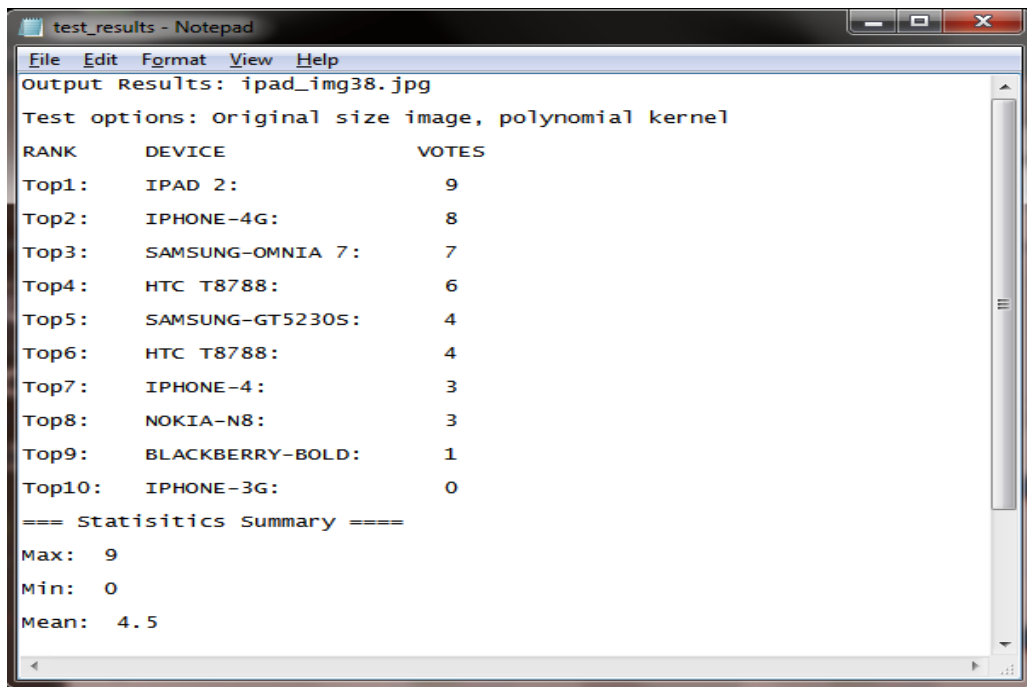 test_results - Notepad
File Edit Format View Help
Output Results: ipad_img38.jpg
Test options: Original size image, polynomial kernel
RANK DEVICE VOTES
Top1: IPAD 2: 9
Top2: IPHONE-4G: 8
Top3: SAMSUNG-OMNIA 7: 7
Top4: HTC T8788: 6
Top5: SAMSUNG-GT5230S: 4
Top6: HTC T8788: 4
Top7: IPHONE-4: 3
Top8: NOKIA-N8: 3
Top9: BLACKBERRY-BOLD: 1
Top10: IPHONE-3G: 0
=== Statisitics Summary ====
Max: 9
Min: 0
Mean: 4.5